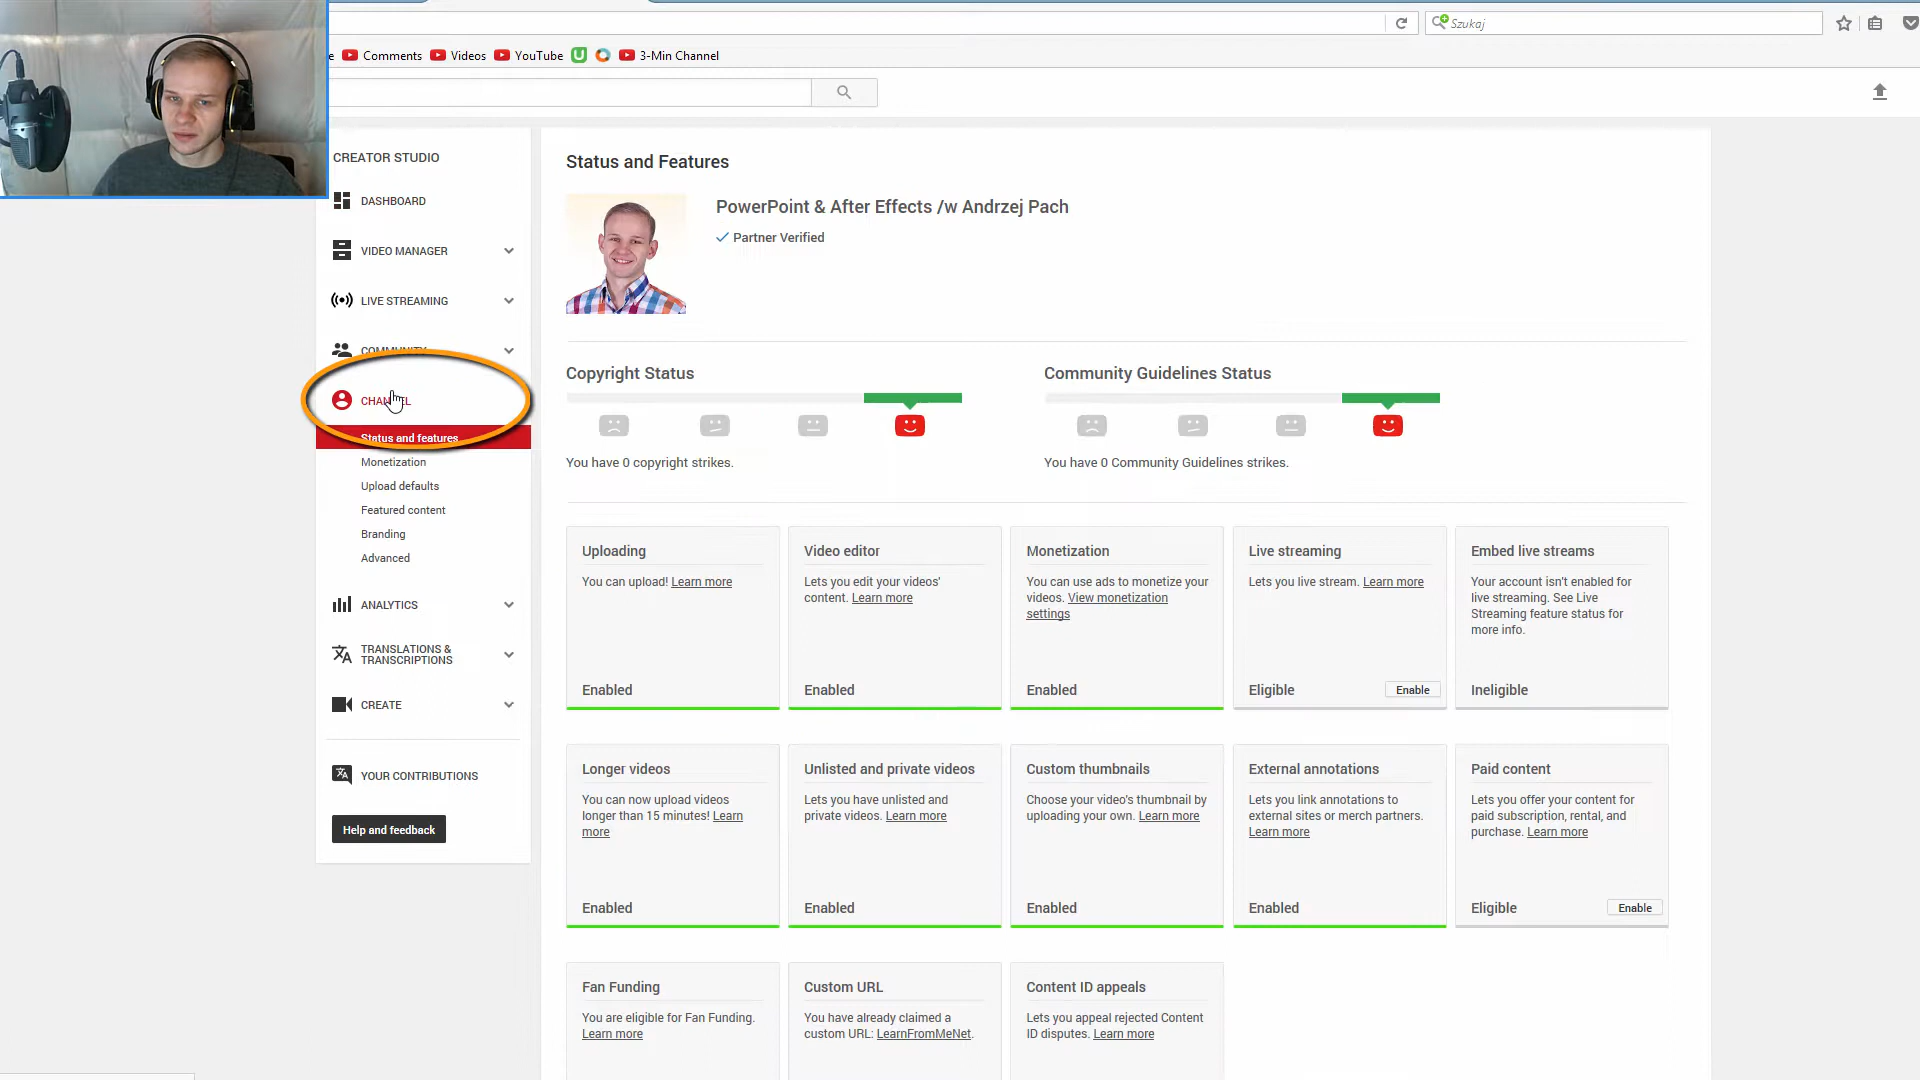 Szukaj
e Comments Videos YouTube 3-Min Channel
CREATOR STUDIO
DASHBOARD
VIDEO MANAGER
LIVE STREAMING
COMMUNITY
CHANNEL
Status and features
Monetization
Upload defaults
Featured content
Branding
Advanced
ANALYTICS
TRANSLATIONS &
TRANSCRIPTIONS
CREATE
YOUR CONTRIBUTIONS
Help and feedback
Status and Features
PowerPoint & After Effects /w Andrzej Pach
Partner Verified
Copyright Status
You have 0 copyright strikes.
Community Guidelines Status
You have 0 Community Guidelines strikes.
Uploading
You can upload! Learn more
Enabled
Video editor
Lets you edit your videos'
content. Learn more
Enabled
Monetization
You can use ads to monetize your
videos. View monetization
settings
Enabled
Live streaming
Lets you live stream. Learn more
Eligible Enable
Embed live streams
Your account isn't enabled for
live streaming. See Live
Streaming feature status for
more info.
Ineligible
Longer videos
You can now upload videos
longer than 15 minutes! Learn
more
Enabled
Unlisted and private videos
Lets you have unlisted and
private videos. Learn more
Enabled
Custom thumbnails
Choose your video's thumbnail by
uploading your own. Learn more
Enabled
External annotations
Lets you link annotations to
external sites or merch partners.
Learn more
Enabled
Paid content
Lets you offer your content for
paid subscription, rental, and
purchase. Learn more
Eligible Enable
Fan Funding
You are eligible for Fan Funding.
Learn more
Custom URL
You have already claimed a
custom URL: LearnFromMeNet.
Content ID appeals
Lets you appeal rejected Content
ID disputes. Learn more